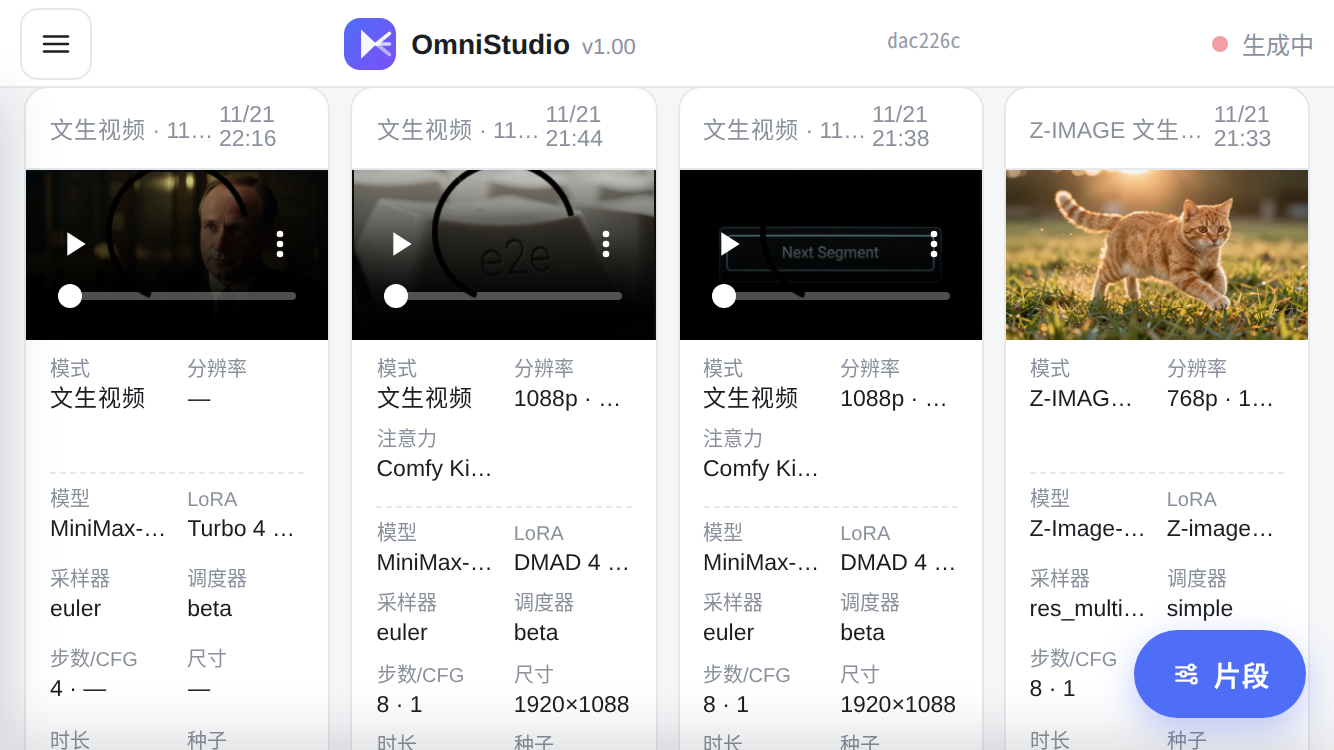 OmniStudio v1.00
dac226c
生成中
文生视频 · 11…
11/21
22:16
文生视频 · 11…
11/21
21:44
文生视频 · 11…
11/21
21:38
Z-IMAGE 文生…
11/21
21:33
e2e
Next Segment
模式
分辨率
文生视频
—
模型
LoRA
MiniMax-…
Turbo 4 …
采样器
调度器
euler
beta
步数/CFG
尺寸
4 · —
—
时长
种子
模式
分辨率
文生视频
1088p · …
注意力
Comfy Ki…
模型
LoRA
MiniMax-…
DMAD 4 …
采样器
调度器
euler
beta
步数/CFG
尺寸
8 · 1
1920×1088
时长
种子
模式
分辨率
文生视频
1088p · …
注意力
Comfy Ki…
模型
LoRA
MiniMax-…
DMAD 4 …
采样器
调度器
euler
beta
步数/CFG
尺寸
8 · 1
1920×1088
时长
种子
模式
分辨率
Z-IMAG…
768p · 1…
模型
LoRA
Z-Image-…
Z-image…
采样器
调度器
res_multi…
simple
步数/CFG
8 · 1
片段
时长
种子